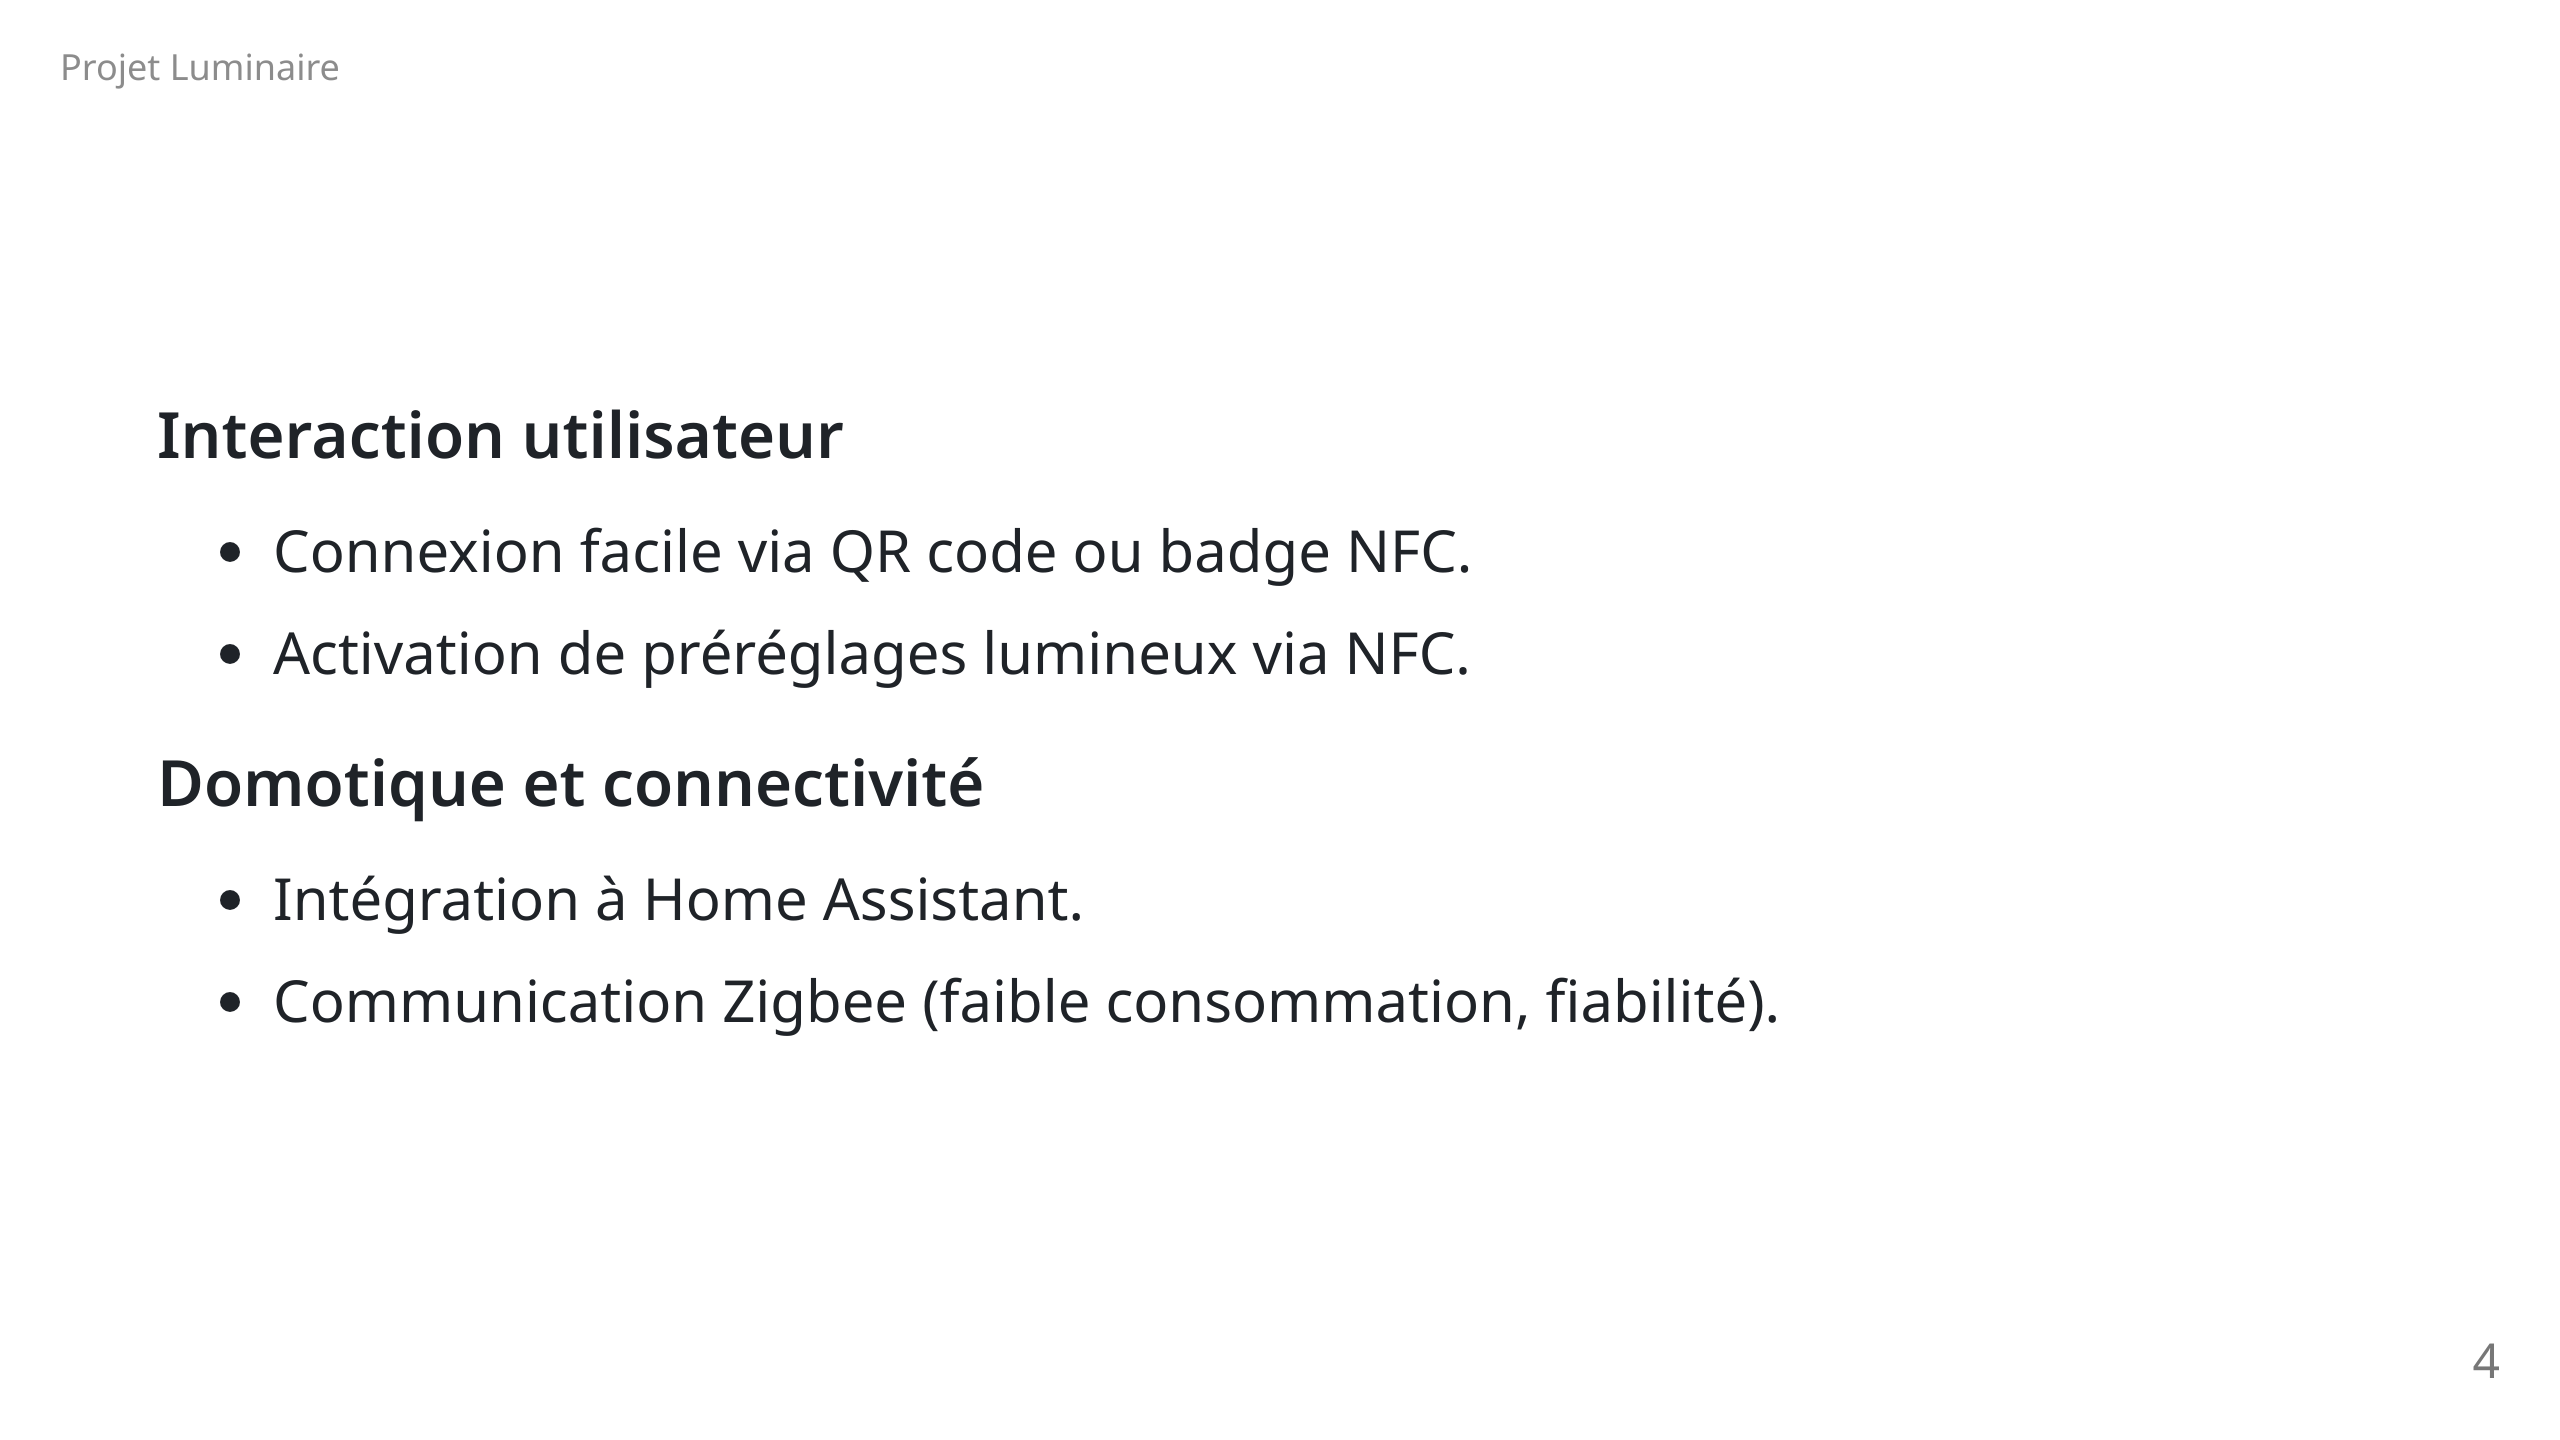 Projet Luminaire
Interaction utilisateur
• Connexion facile via QR code ou badge NFC.
• Activation de préréglages lumineux via NFC.
Domotique et connectivité
• Intégration à Home Assistant.
• Communication Zigbee (faible consommation, fiabilité).
4